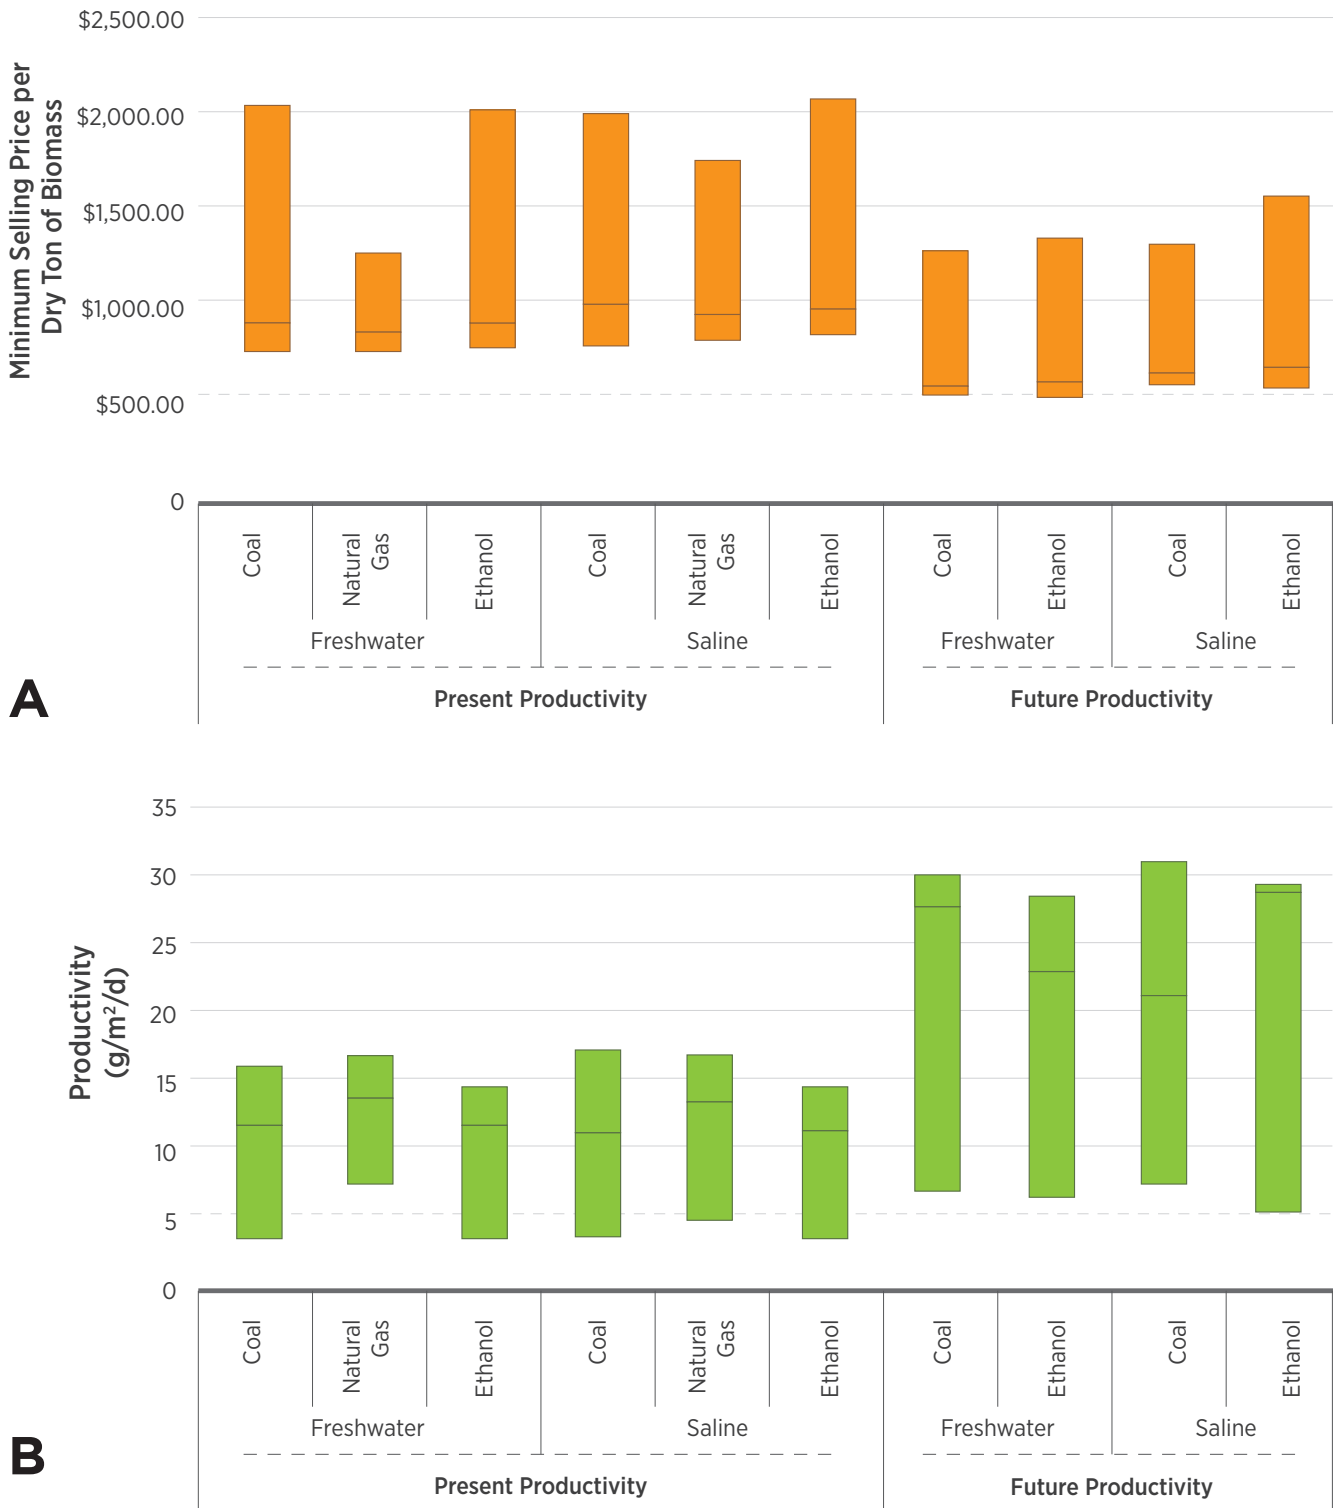 $2,500.00
$2,000.00
$1,500.00
$1,000.00
$500.00
0
Minimum Selling Price per
Dry Ton of Biomass
Coal
Natural
Gas
Ethanol
Coal
Natural
Gas
Ethanol
Coal
Ethanol
Coal
Ethanol
Freshwater
Saline
Freshwater
Saline
Present Productivity
Future Productivity
A
35
30
25
20
15
10
5
0
Productivity
(g/m²/d)
Coal
Natural
Gas
Ethanol
Coal
Natural
Gas
Ethanol
Coal
Ethanol
Coal
Ethanol
Freshwater
Saline
Freshwater
Saline
Present Productivity
Future Productivity
B